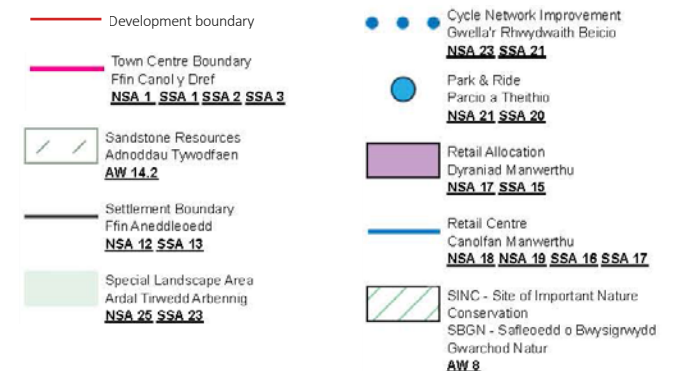 Development boundary
Town Centre Boundary
Ffin Canol y Dref
NSA 1 SSA 1 SSA 2 SSA 3
Sandstone Resources
Adnoddau Tywodfaen
AW 14.2
Settlement Boundary
Ffin Aneddleoedd
NSA 12 SSA 13
Special Landscape Area
Ardal Tirwedd Arbennig
NSA 25 SSA 23
Cycle Network Improvement
Gwella'r Rhwydwaith Beicio
NSA 23 SSA 21
Park & Ride
Parcio a Theithio
NSA 21 SSA 20
Retail Allocation
Dyraniad Manwerthu
NSA 17 SSA 15
Retail Centre
Canolfan Manwerthu
NSA 18 NSA 19 SSA 16 SSA 17
SINC - Site of Important Nature
Conservation
SBGN - Safleoedd o Bwysigrwydd
Gwarchod Natur
AW 8